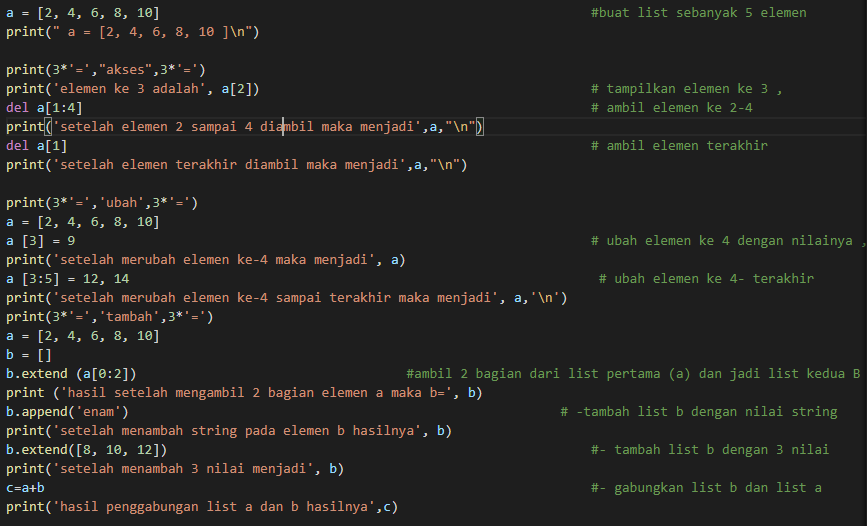 a = [2, 4, 6, 8, 10] #buat list sebanyak 5 elemen
print(" a = [2, 4, 6, 8, 10 ]\n")
print(3*'=',"akses",3*'=')
print('elemen ke 3 adalah', a[2]) # tampilkan elemen ke 3 ,
del a[1:4] # ambil elemen ke 2-4
print('setelah elemen 2 sampai 4 diambil maka menjadi',a,"\n")
del a[1] # ambil elemen terakhir
print('setelah elemen terakhir diambil maka menjadi',a,"\n")
print(3*'=','ubah',3*'=')
a = [2, 4, 6, 8, 10]
a [3] = 9 # ubah elemen ke 4 dengan nilainya ,
print('setelah merubah elemen ke-4 maka menjadi', a)
a [3:5] = 12, 14 # ubah elemen ke 4- terakhir
print('setelah merubah elemen ke-4 sampai terakhir maka menjadi', a,'\n')
print(3*'=','tambah',3*'=')
a = [2, 4, 6, 8, 10]
b = []
b.extend (a[0:2]) #ambil 2 bagian dari list pertama (a) dan jadi list kedua B
print ('hasil setelah mengambil 2 bagian elemen a maka b=', b)
b.append('enam') # -tambah list b dengan nilai string
print('setelah menambah string pada elemen b hasilnya', b)
b.extend([8, 10, 12]) #- tambah list b dengan 3 nilai
print('setelah menambah 3 nilai menjadi', b)
c=a+b #- gabungkan list b dan list a
print('hasil penggabungan list a dan b hasilnya',c)